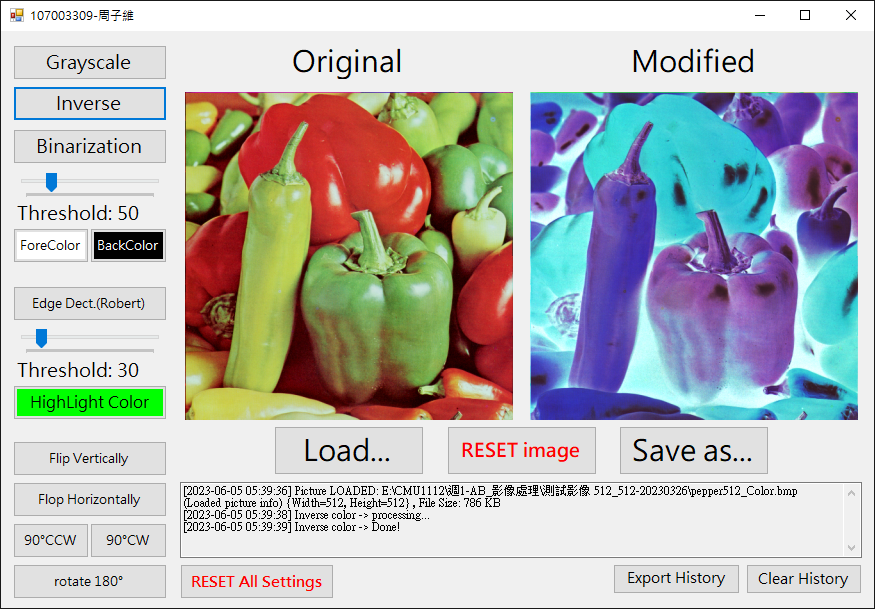 107003309-周子維
Grayscale
Inverse
Binarization
Threshold: 50
ForeColor
BackColor
Edge Dect.(Robert)
Threshold: 30
HighLight Color
Flip Vertically
Flop Horizontally
90°CCW
90°CW
rotate 180°
Original
Modified
Load...
RESET image
Save as...
[2023-06-05 05:39:36] Picture LOADED: E:\CMU1112\週1-AB_影像處理\測試影像 512_512-20230326\pepper512_Color.bmp
(Loaded picture info) {Width=512, Height=512} , File Size: 786 KB
[2023-06-05 05:39:38] Inverse color -> processing...
[2023-06-05 05:39:39] Inverse color -> Done!
RESET All Settings
Export History
Clear History